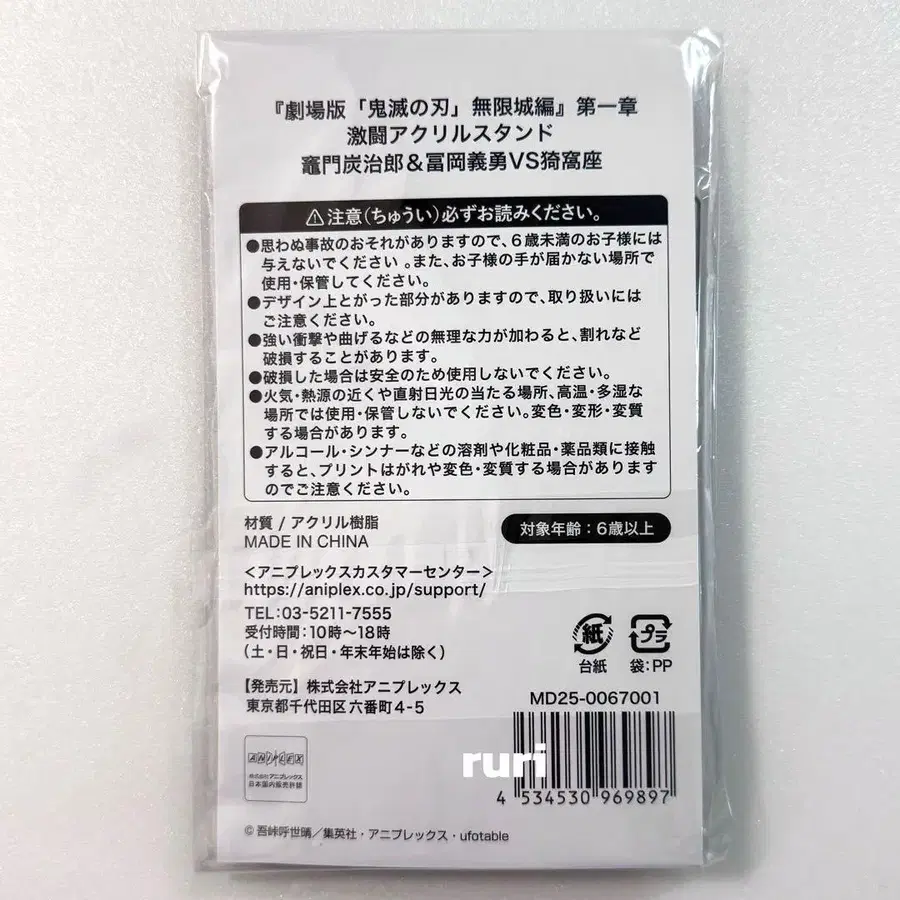 『劇場版「鬼滅の刃」無限城編』第一章
激闘アクリルスタンド
竈門炭治郎&冨岡義勇VS猗窩座
⚠注意(ちゅうい)必ずお読みください。
●思わぬ事故のおそれがありますので、6歳未満のお子様には
与えないでください 。また、お子様の手が届かない場所で
使用・保管してください。
●デザイン上とがった部分がありますので、取り扱いには
ご注意ください。
●強い衝撃や曲げるなどの無理な力が加わると、割れなど
破損することがあります。
●破損した場合は安全のため使用しないでください。
●火気・熱源の近くや直射日光の当たる場所、高温・多湿な
場所では使用・保管しないでください。変色・変形・変質
する場合があります。
●アルコール・シンナーなどの溶剤や化粧品・薬品類に接触
すると、プリントはがれや変色・変質する場合があります
のでご注意ください。
材質 / アクリル樹脂
MADE IN CHINA
対象年齢:6歳以上
<アニプレックスカスタマーセンター>
https://aniplex.co.jp/support/
TEL:03-5211-7555
受付時間:10時~18時
(土・日・祝日・年末年始は除く)
紙
台紙
プラ
袋:PP
【発売元】株式会社アニプレックス
東京都千代田区六番町4-5
MD25-0067001
ruri
4 534530 969897
ANIPLEX
株式会社アニプレックス
日本国内販売許諾
© 吾峠呼世晴/集英社・アニプレックス・ufotable